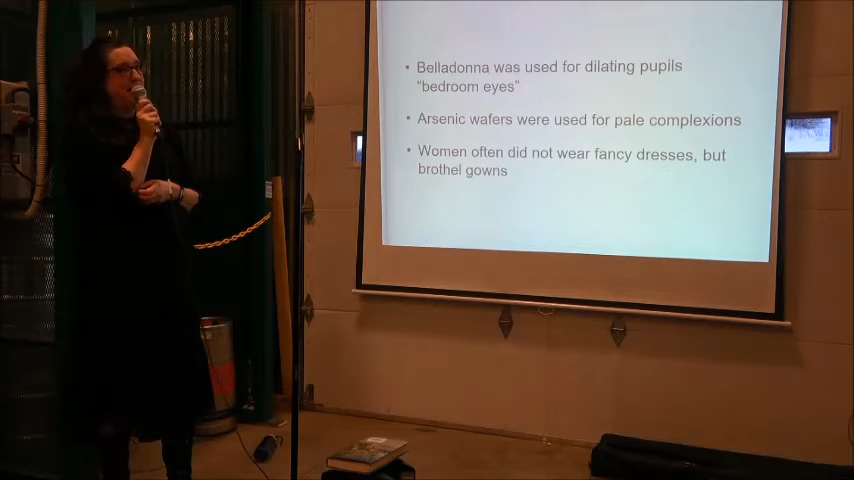 • Belladonna was used for dilating pupils
“bedroom eyes”
• Arsenic wafers were used for pale complexions
• Women often did not wear fancy dresses, but
brothel gowns